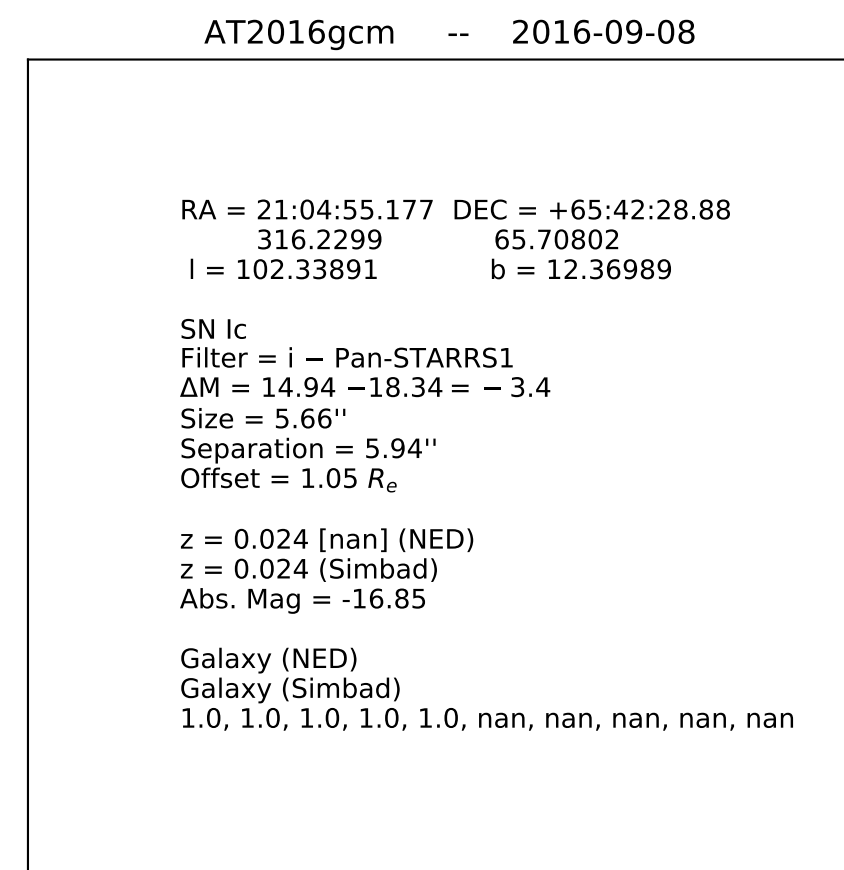 AT2016gcm -- 2016-09-08
RA = 21:04:55.177 DEC = +65:42:28.88
316.2299 65.70802
l = 102.33891 b = 12.36989
SN Ic
Filter = i − Pan-STARRS1
ΔM = 14.94 −18.34 = − 3.4
Size = 5.66''
Separation = 5.94''
Offset = 1.05 Re
z = 0.024 [nan] (NED)
z = 0.024 (Simbad)
Abs. Mag = -16.85
Galaxy (NED)
Galaxy (Simbad)
1.0, 1.0, 1.0, 1.0, 1.0, nan, nan, nan, nan, nan